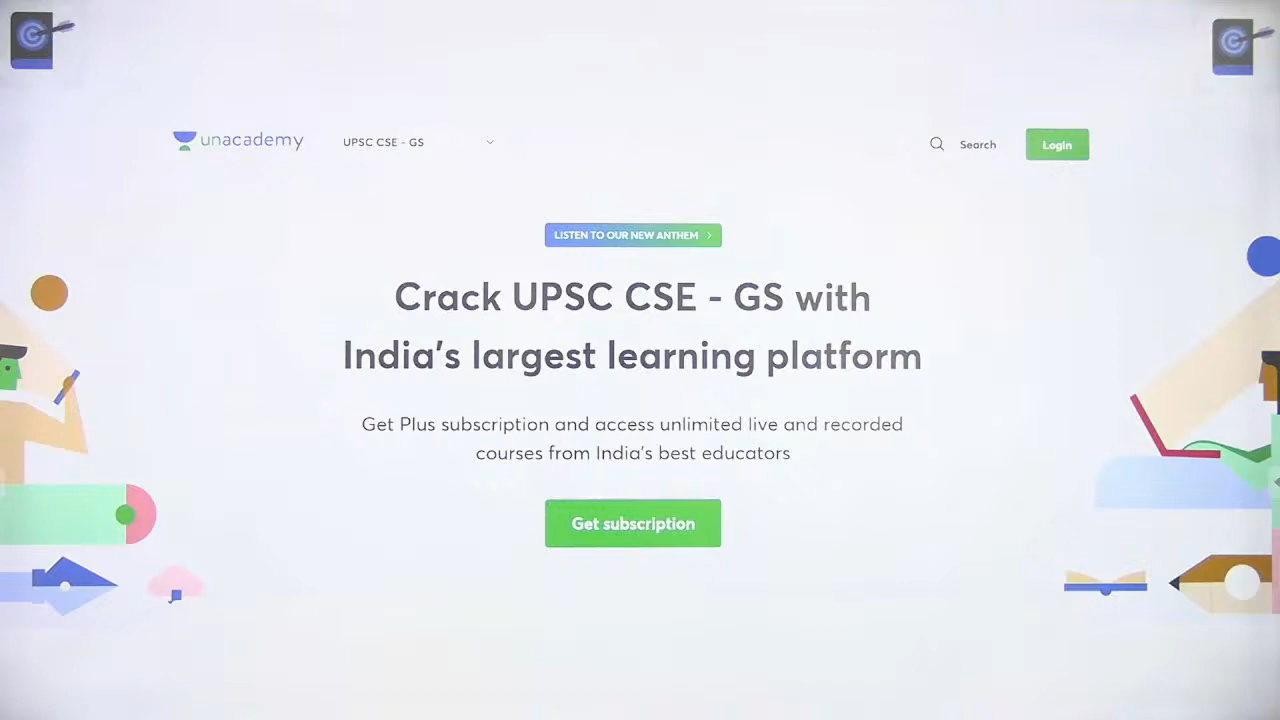 unacademy
UPSC CSE - GS
Search
Login
LISTEN TO OUR NEW ANTHEM
Crack UPSC CSE - GS with
India's largest learning platform
Get Plus subscription and access unlimited live and recorded
courses from India's best educators
Get subscription